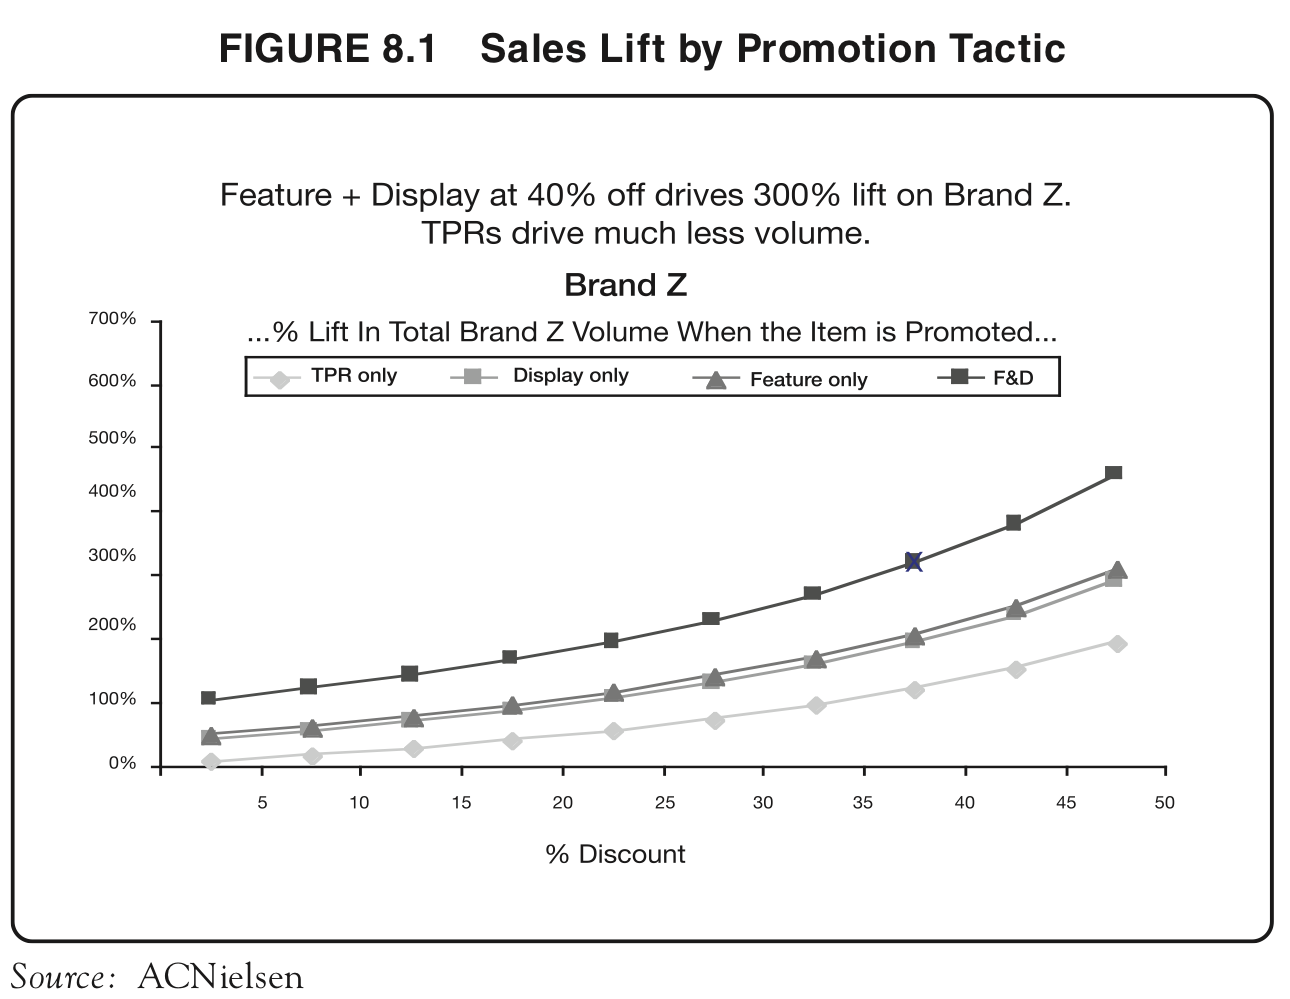 FIGURE 8.1 Sales Lift by Promotion Tactic
Feature + Display at 40% off drives 300% lift on Brand Z.
TPRs drive much less volume.
Brand Z
...% Lift In Total Brand Z Volume When the Item is Promoted...
TPR only Display only Feature only F&D
700%
600%
500%
400%
300%
200%
100%
0%
5 10 15 20 25 30 35 40 45 50
% Discount
Source: ACNielsen